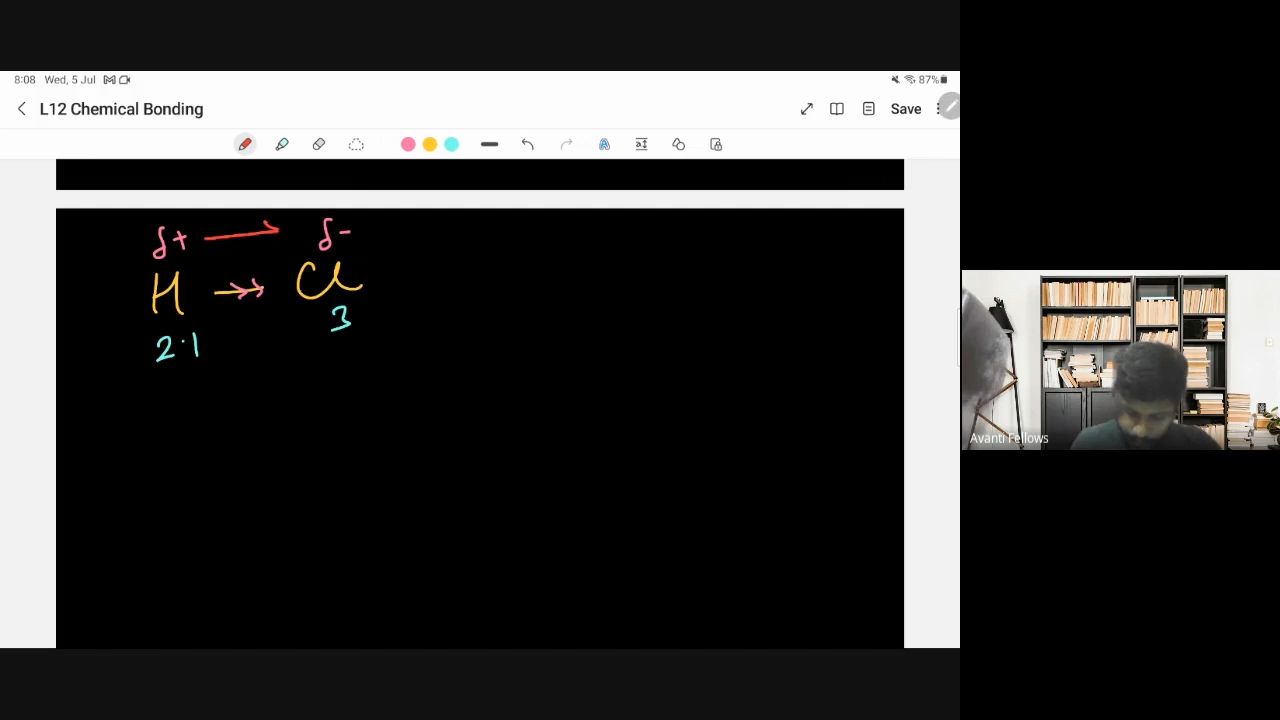 8:08 Wed, 5 Jul
87%
L12 Chemical Bonding
Save
δ+ → δ-
H →» Cl
3
2.1
Avanti Fellows